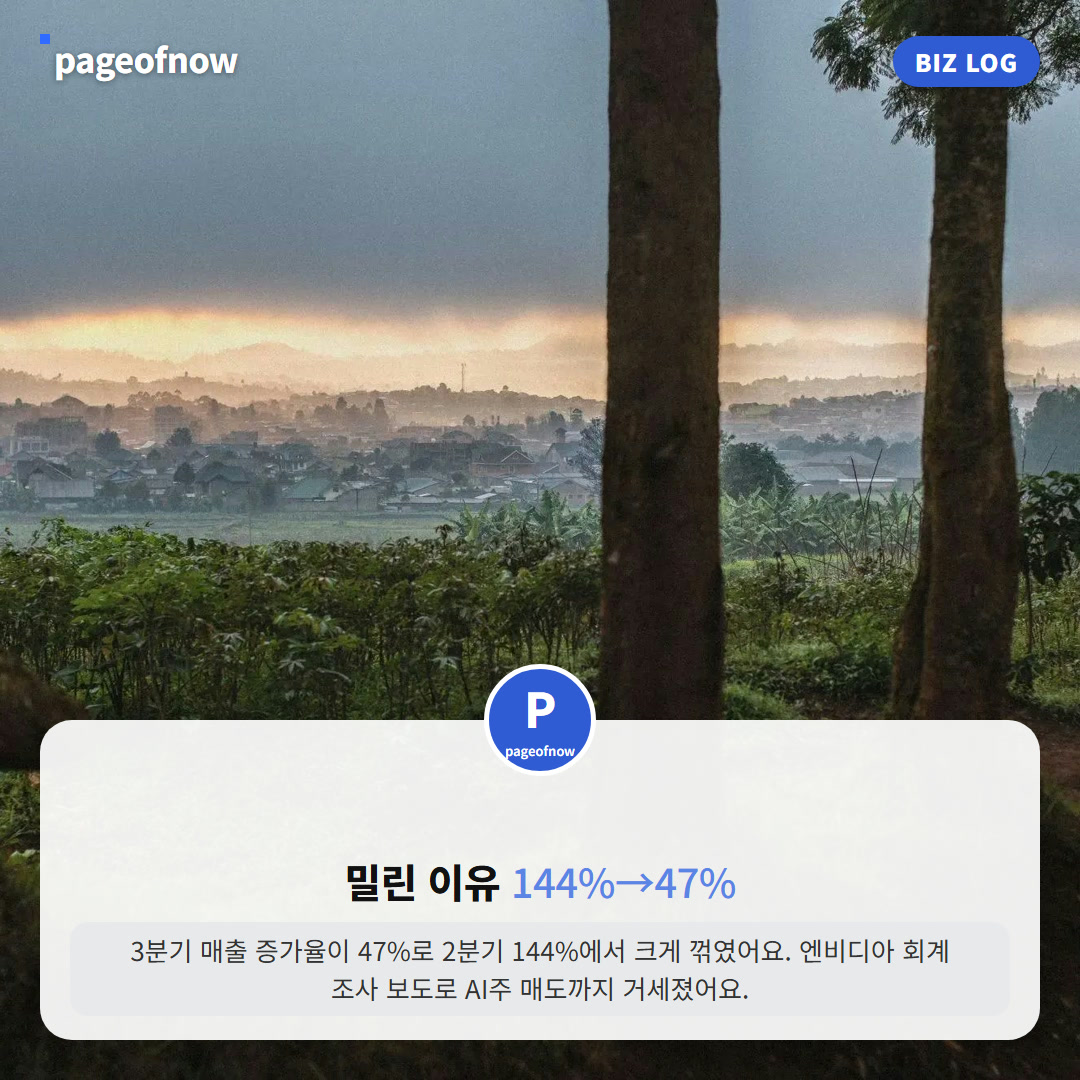 pageofnow
BIZ LOG
P
pageofnow
밀린 이유 144%→47%
3분기 매출 증가율이 47%로 2분기 144%에서 크게 꺾였어요. 엔비디아 회계
조사 보도로 AI주 매도까지 거세졌어요.